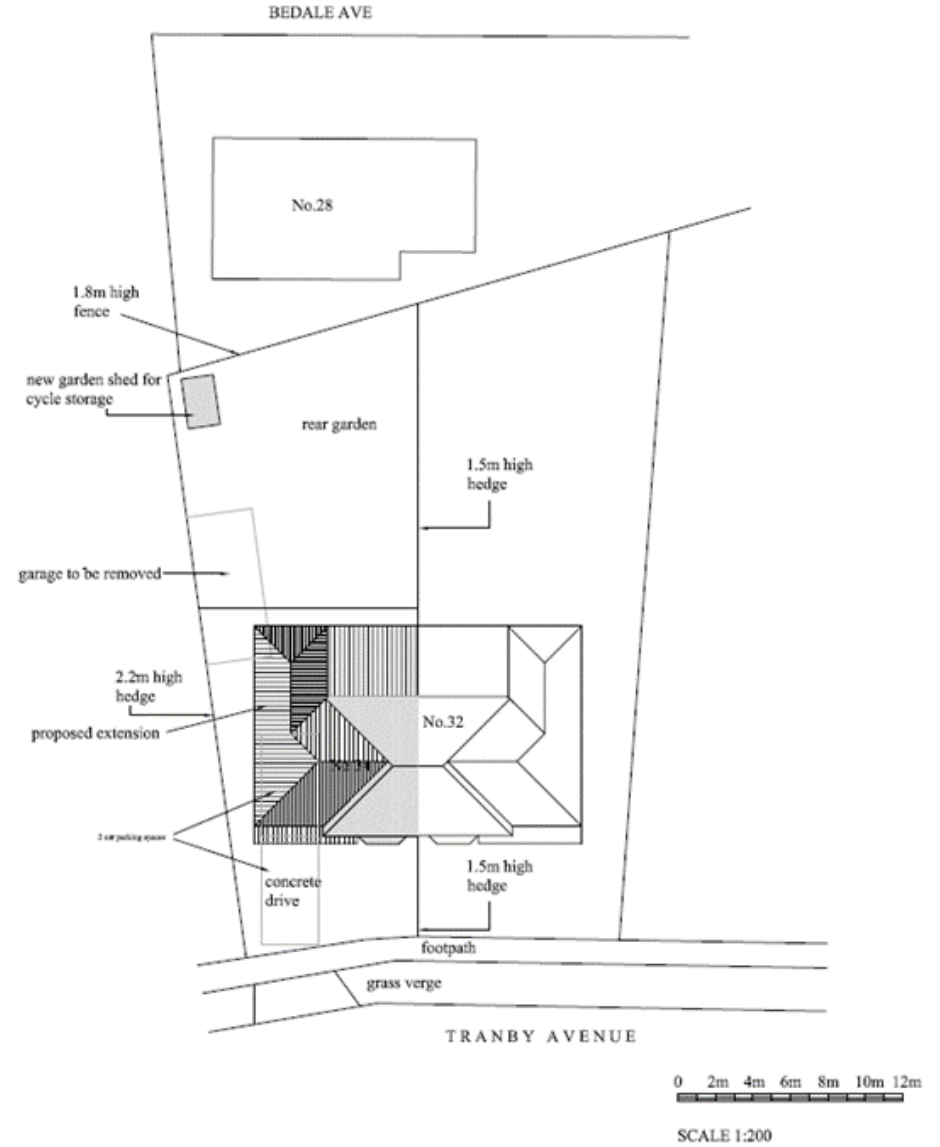 BEDALE AVE
No.28
1.8m high
fence
new garden shed for
cycle storage
rear garden
1.5m high
hedge
garage to be removed
2.2m high
hedge
No.32
proposed extension
2 car parking spaces
1.5m high
hedge
concrete
drive
footpath
grass verge
TRANBY AVENUE
0 2m 4m 6m 8m 10m 12m
SCALE 1:200